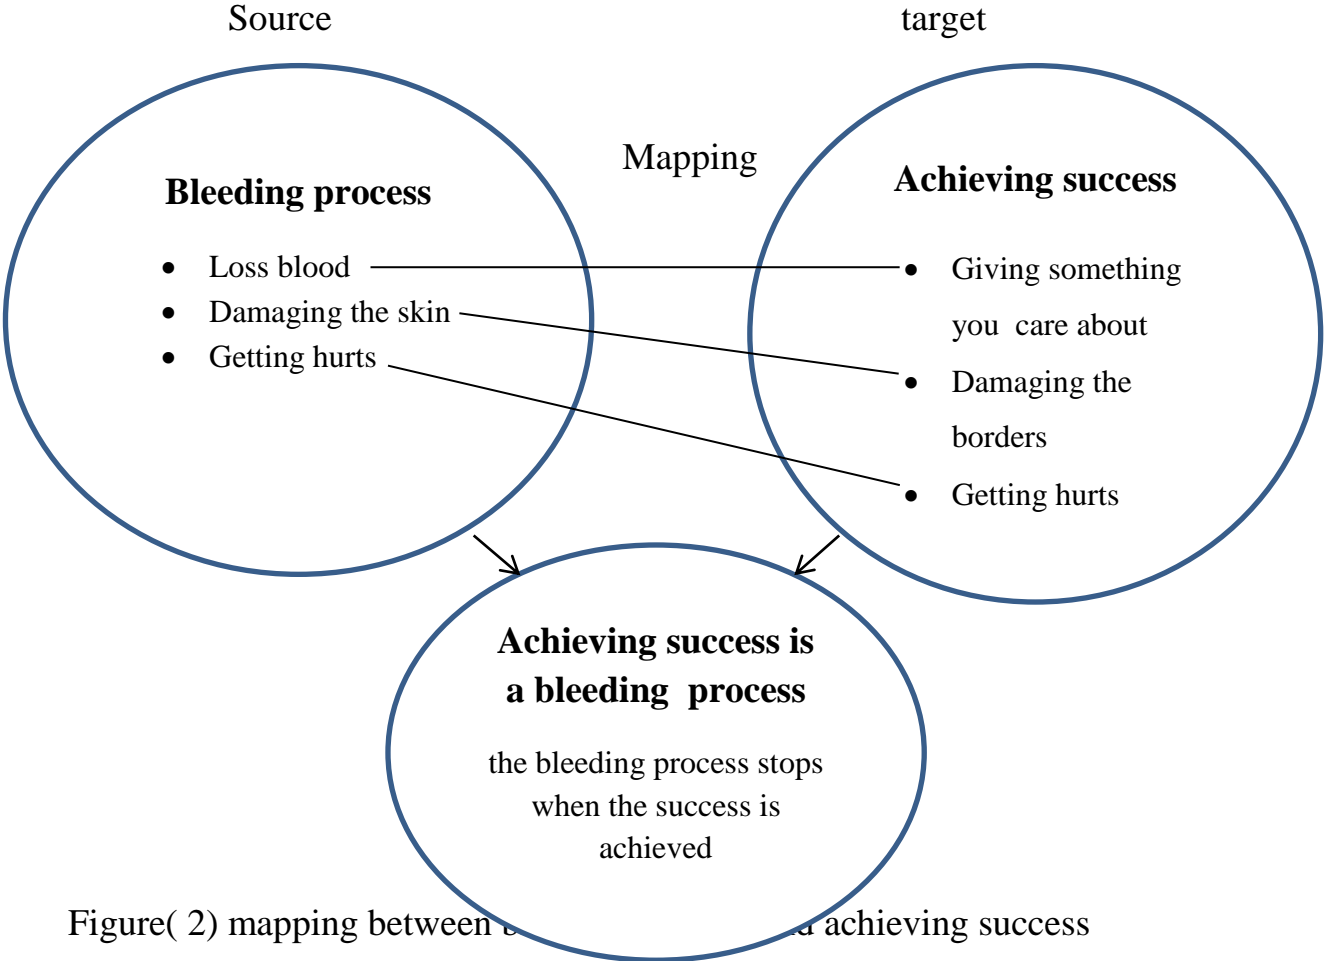 Source
target
Mapping
Bleeding process
• Loss blood
• Damaging the skin
• Getting hurts
Achieving success
• Giving something
you care about
• Damaging the
borders
• Getting hurts
Achieving success is
a bleeding process
the bleeding process stops
when the success is
achieved
Figure( 2) mapping between achieving success